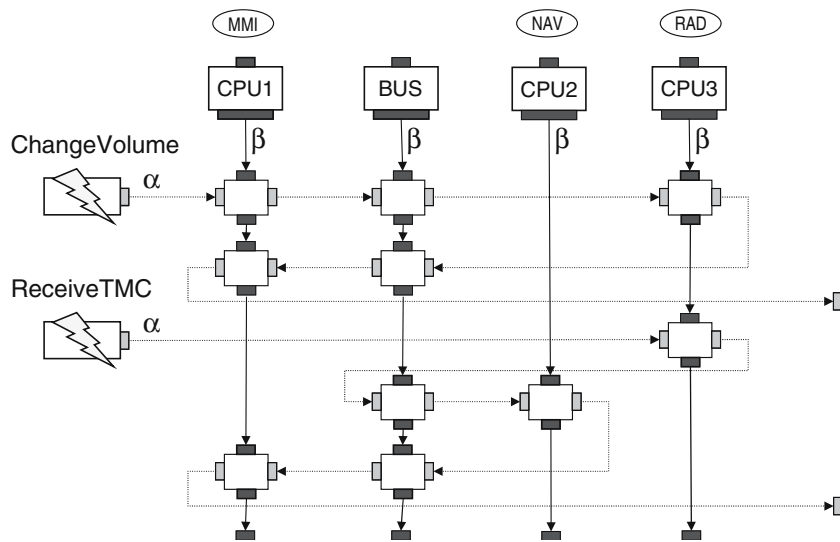 MMI NAV RAD
CPU1 BUS CPU2 CPU3
β β β β
ChangeVolume
α
ReceiveTMC
α